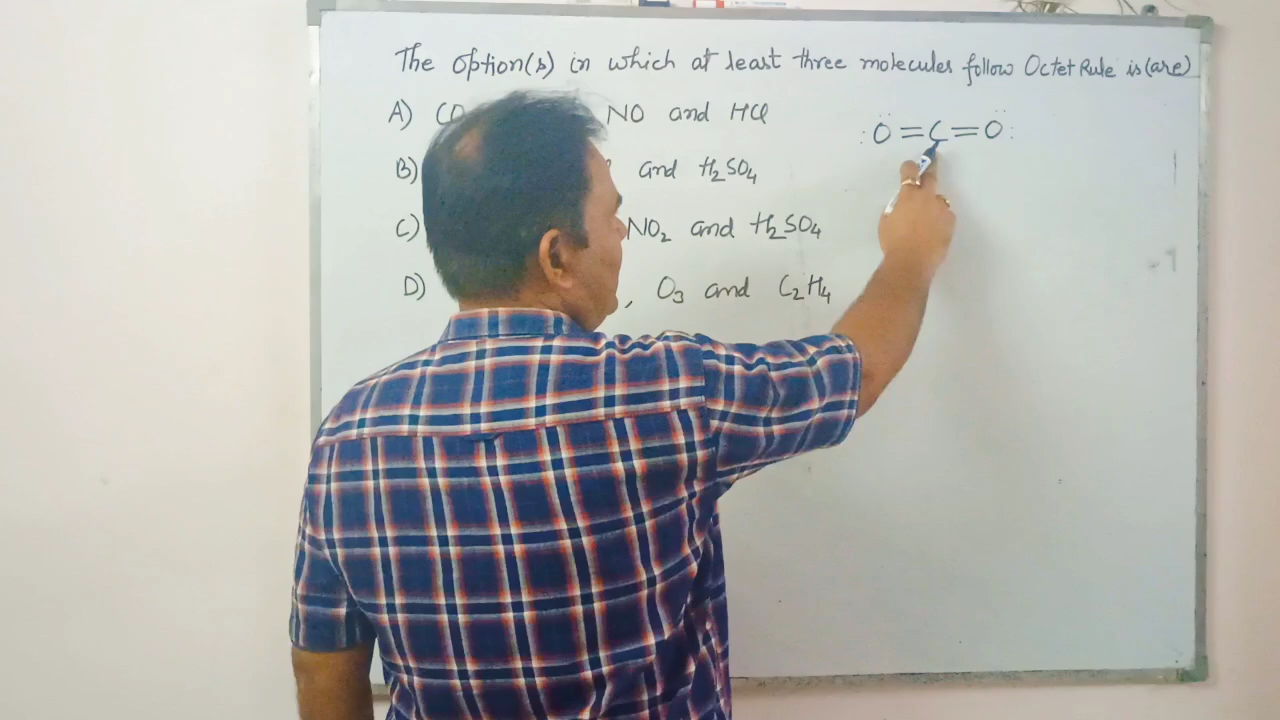 The option(s) in which at least three molecules follow Octet Rule is (are)
A) CO NO and HCl
:Ö=C=Ö:
B) and H₂SO₄
C) NO₂ and H₂SO₄
D) , O₃ and C₂H₄